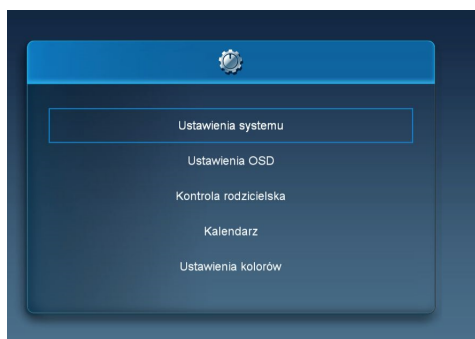 Ustawienia systemu
Ustawienia OSD
Kontrola rodzicielska
Kalendarz
Ustawienia kolorów